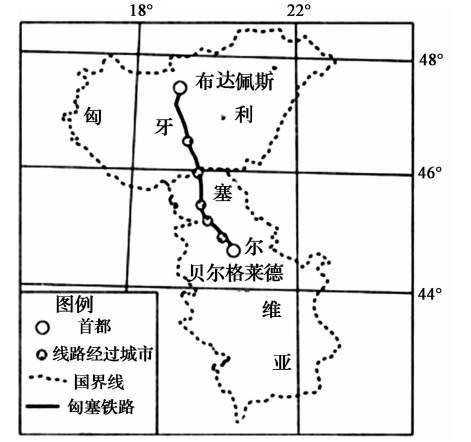 18°
22°
48°
布达佩斯
匈
牙
利
46°
塞
尔
贝尔格莱德
44°
维
亚
图例
首都
线路经过城市
国界线
匈塞铁路